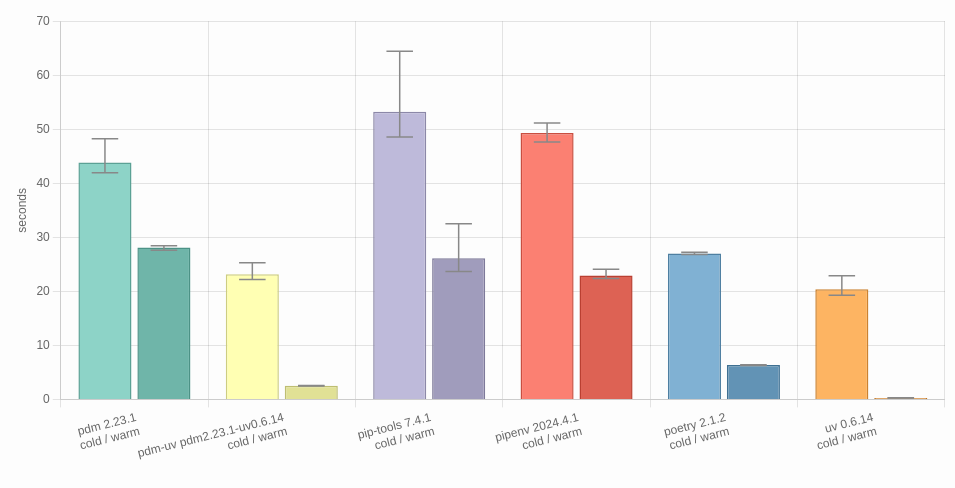 70
60
50
40
30
20
10
0
seconds
pdm 2.23.1
cold / warm
pdm-uv pdm2.23.1-uv0.6.14
cold / warm
pip-tools 7.4.1
cold / warm
pipenv 2024.4.1
cold / warm
poetry 2.1.2
cold / warm
uv 0.6.14
cold / warm